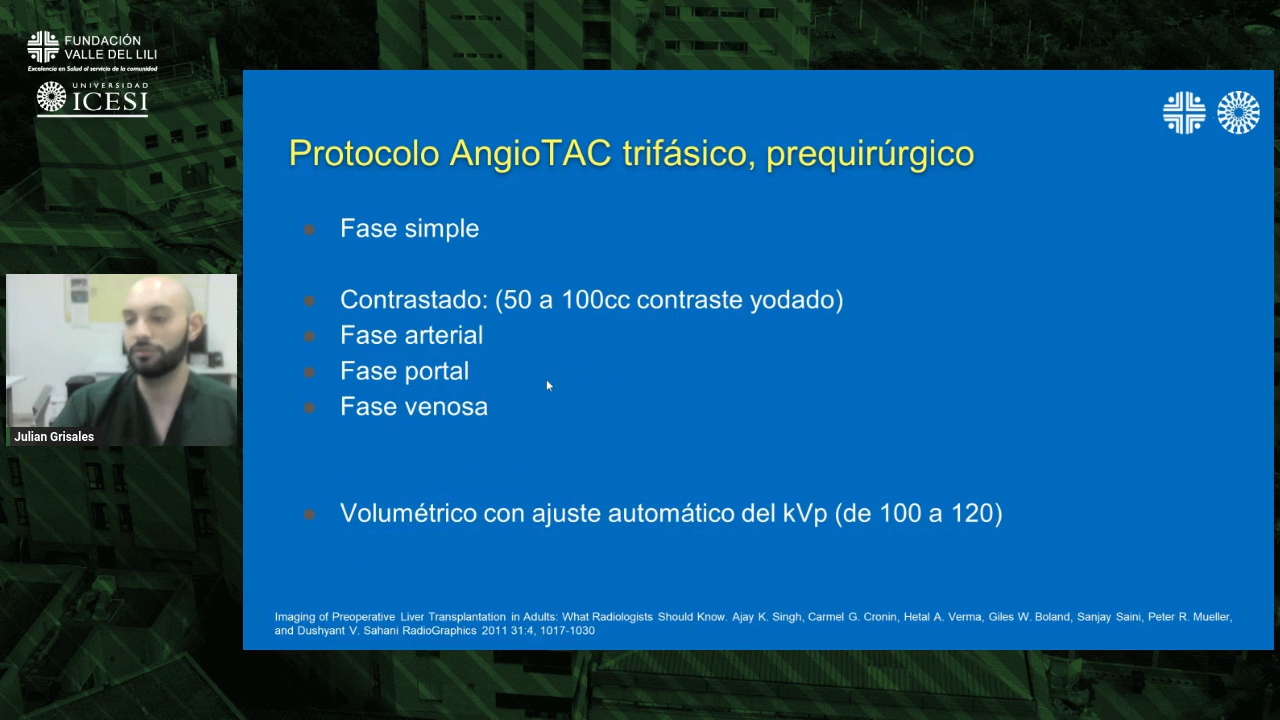 FUNDACIÓN
VALLE DEL LILI
Excelencia en Salud al servicio de la comunidad
UNIVERSIDAD
ICESI
Protocolo AngioTAC trifásico, prequirúrgico
Fase simple
Contrastado: (50 a 100cc contraste yodado)
Fase arterial
Fase portal
Fase venosa
Julian Grisales
Volumétrico con ajuste automático del kVp (de 100 a 120)
Imaging of Preoperative Liver Transplantation in Adults: What Radiologists Should Know. Ajay K. Singh, Carmel G. Cronin, Hetal A. Verma, Giles W. Boland, Sanjay Saini, Peter R. Mueller,
and Dushyant V. Sahani RadioGraphics 2011 31:4, 1017-1030